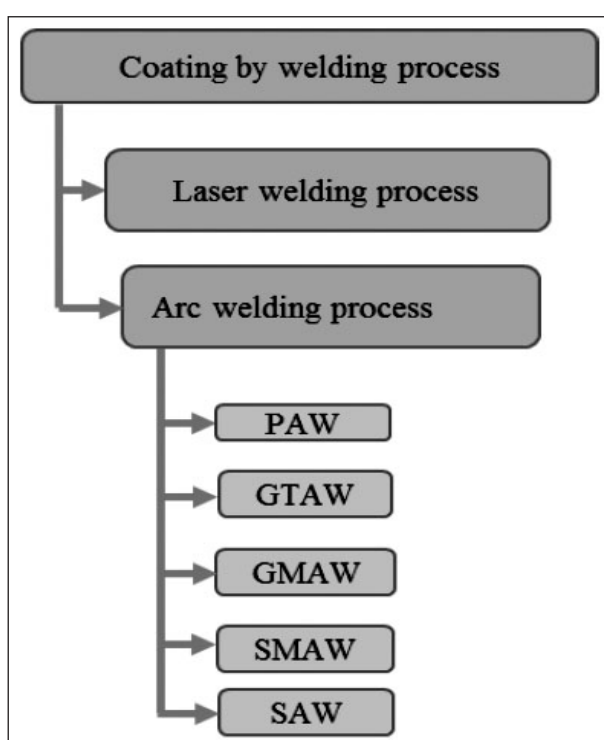 Coating by welding process
Laser welding process
Arc welding process
PAW
GTAW
GMAW
SMAW
SAW